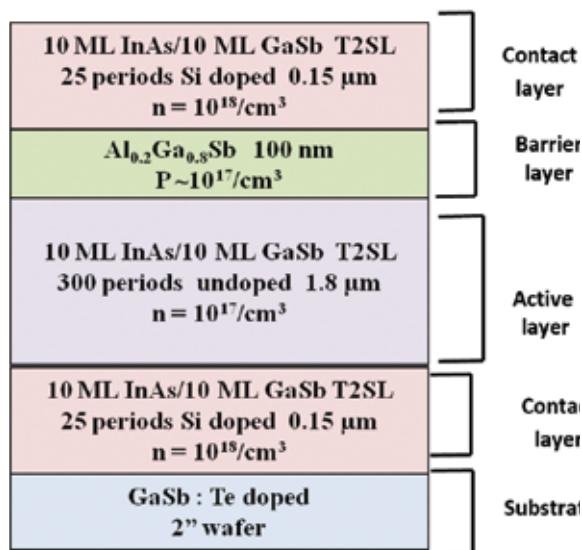 10 ML InAs/10 ML GaSb T2SL
25 periods Si doped 0.15 µm
n = 10¹⁸/cm³
Contact
layer
Al₀.₂Ga₀.₈Sb 100 nm
P ~10¹⁷/cm³
Barrier
layer
10 ML InAs/10 ML GaSb T2SL
300 periods undoped 1.8 µm
n = 10¹⁷/cm³
Active
layer
10 ML InAs/10 ML GaSb T2SL
25 periods Si doped 0.15 µm
n = 10¹⁸/cm³
Contac
layer
GaSb : Te doped
2” wafer
Substrat